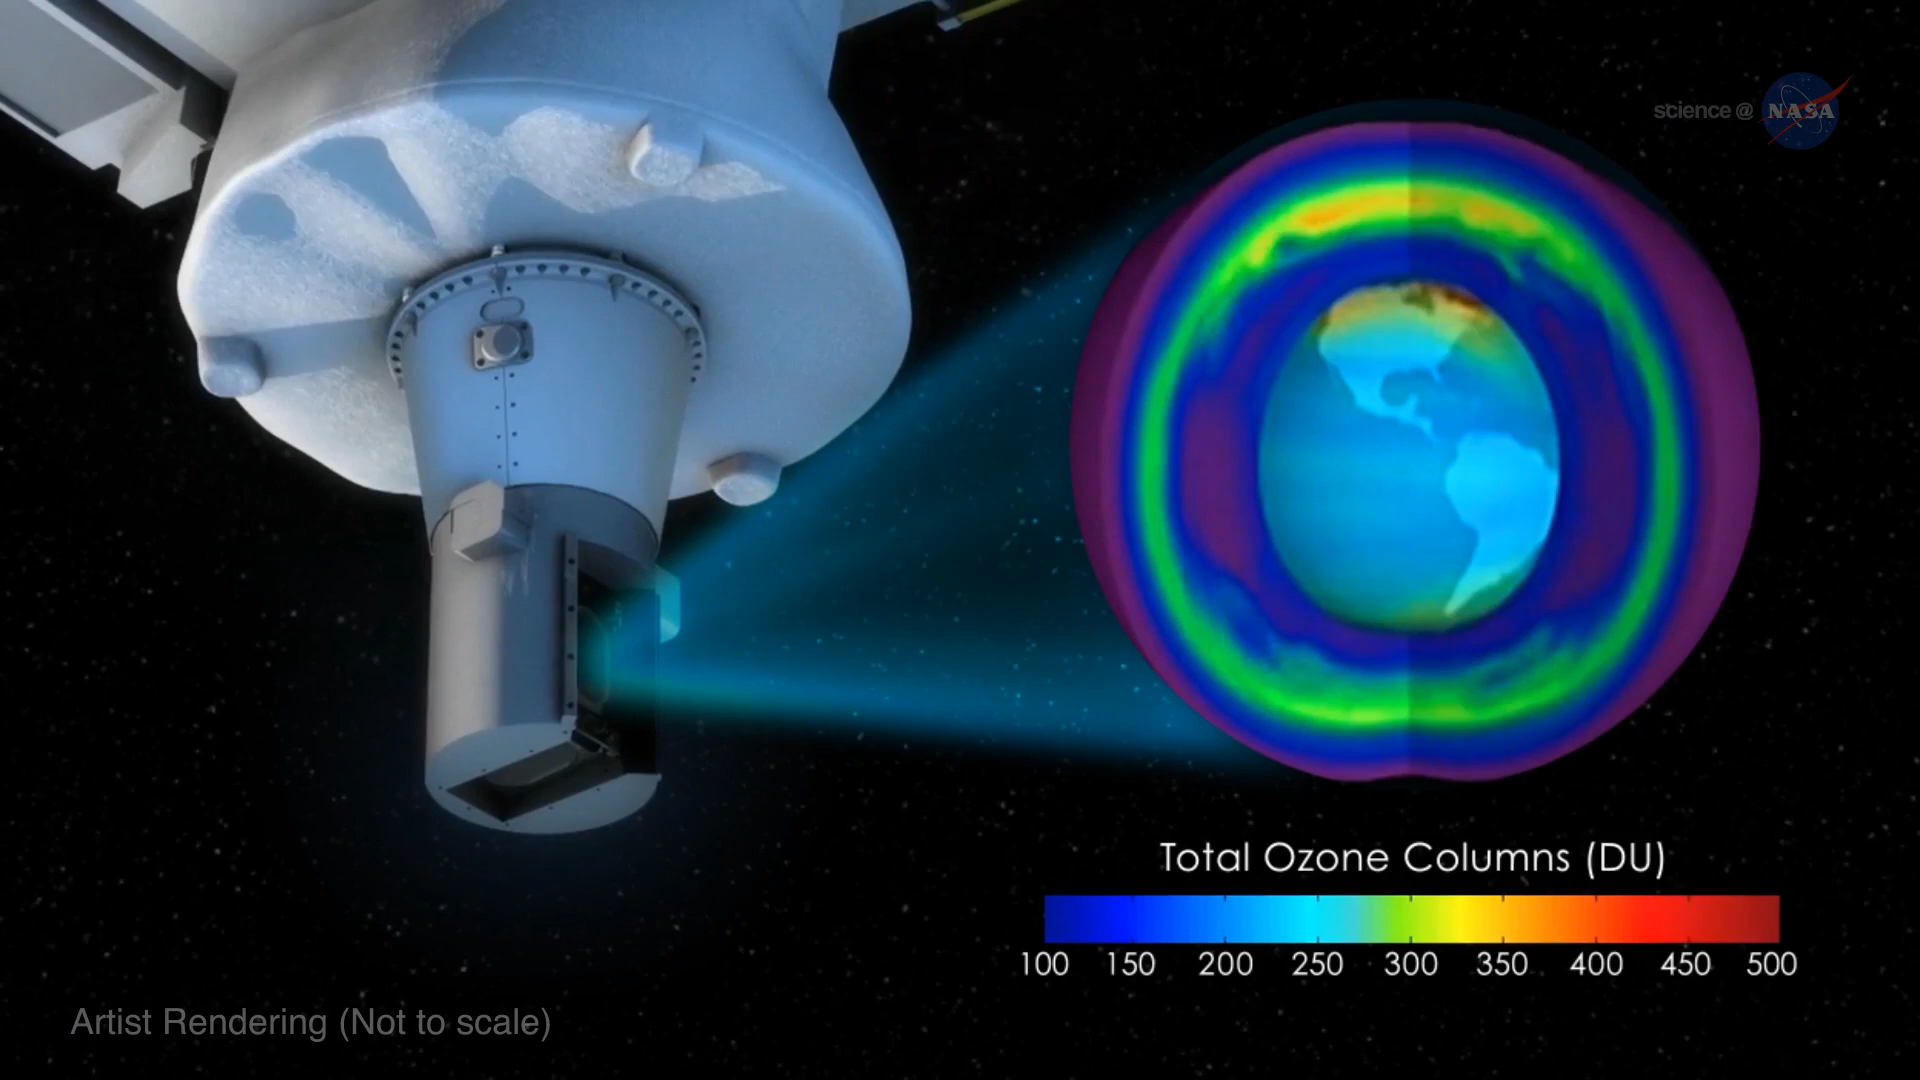 science @ NASA
Total Ozone Columns (DU)
100 150 200 250 300 350 400 450 500
Artist Rendering (Not to scale)